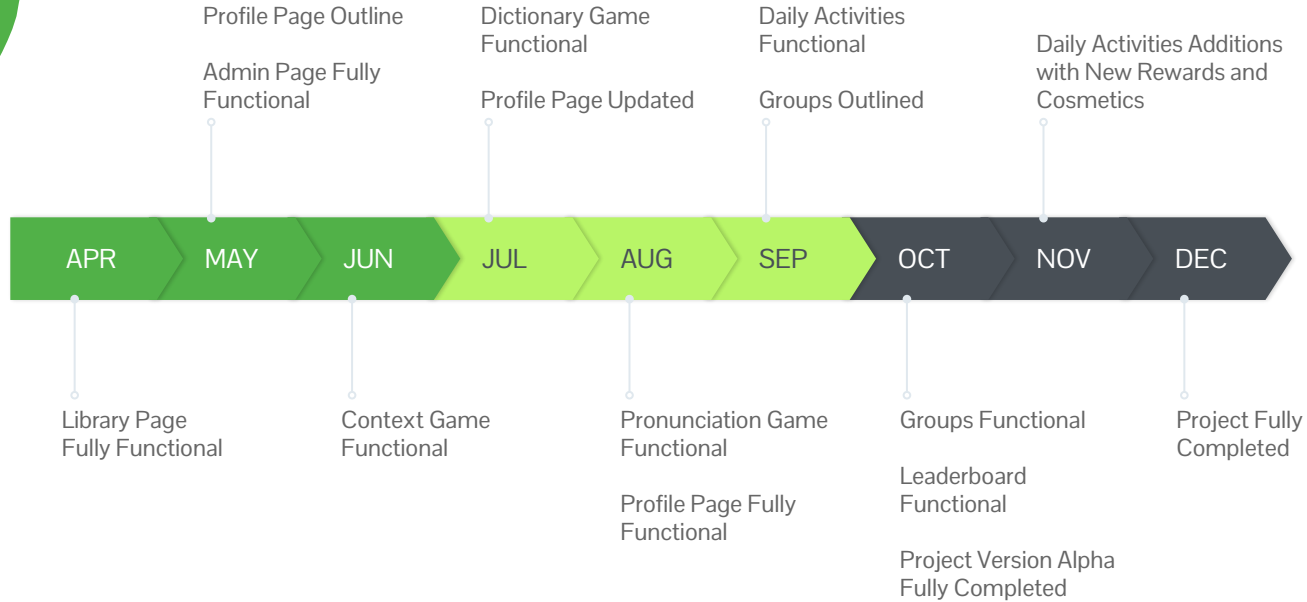 Profile Page Outline
Admin Page Fully
Functional
Dictionary Game
Functional
Profile Page Updated
Daily Activities
Functional
Groups Outlined
Daily Activities Additions
with New Rewards and
Cosmetics
APR
MAY
JUN
JUL
AUG
SEP
OCT
NOV
DEC
Library Page
Fully Functional
Context Game
Functional
Pronunciation Game
Functional
Profile Page Fully
Functional
Groups Functional
Leaderboard
Functional
Project Version Alpha
Fully Completed
Project Fully
Completed